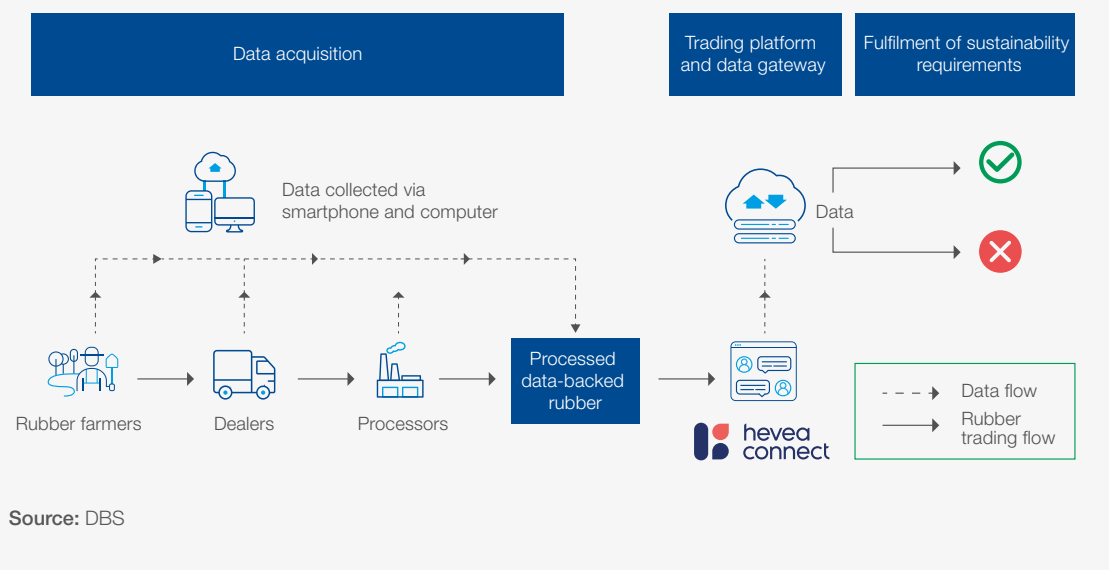 Data acquisition
Trading platform
and data gateway
Fulfilment of sustainability
requirements
Data collected via
smartphone and computer
Data
Rubber farmers
Dealers
Processors
Processed
data-backed
rubber
hevea
connect
Data flow
Rubber
trading flow
Source: DBS